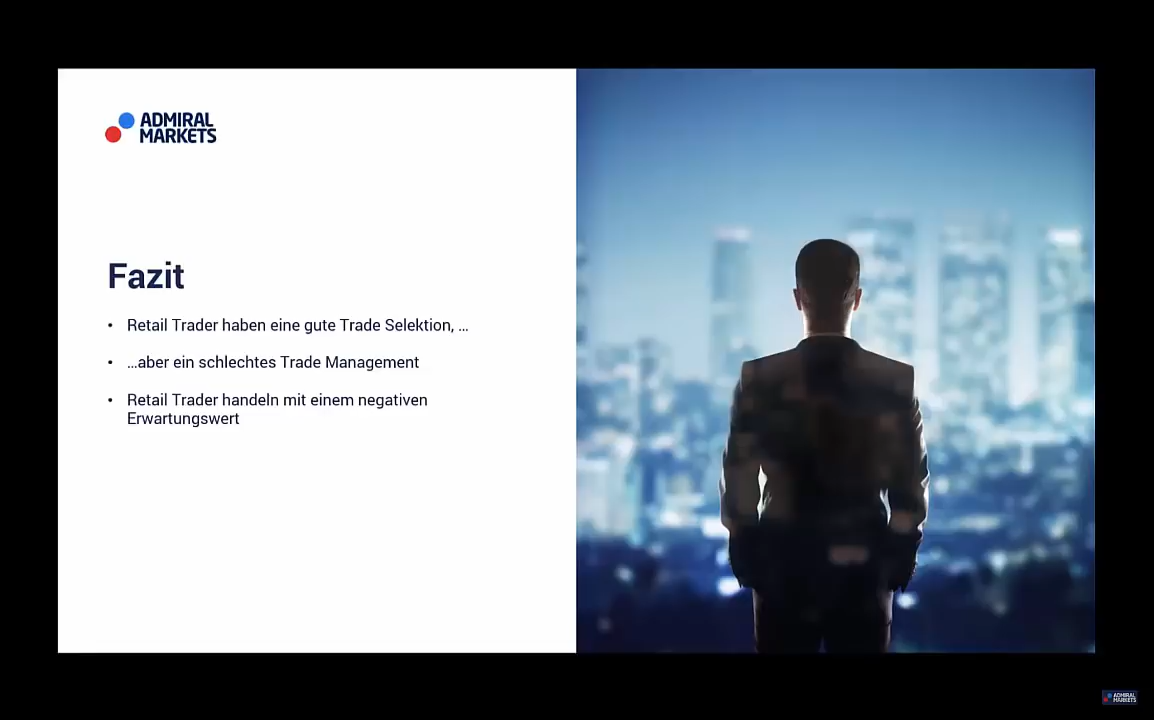 ADMIRAL
MARKETS
Fazit
• Retail Trader haben eine gute Trade Selektion, ...
• ...aber ein schlechtes Trade Management
• Retail Trader handeln mit einem negativen
Erwartungswert
ADMIRAL
MARKETS